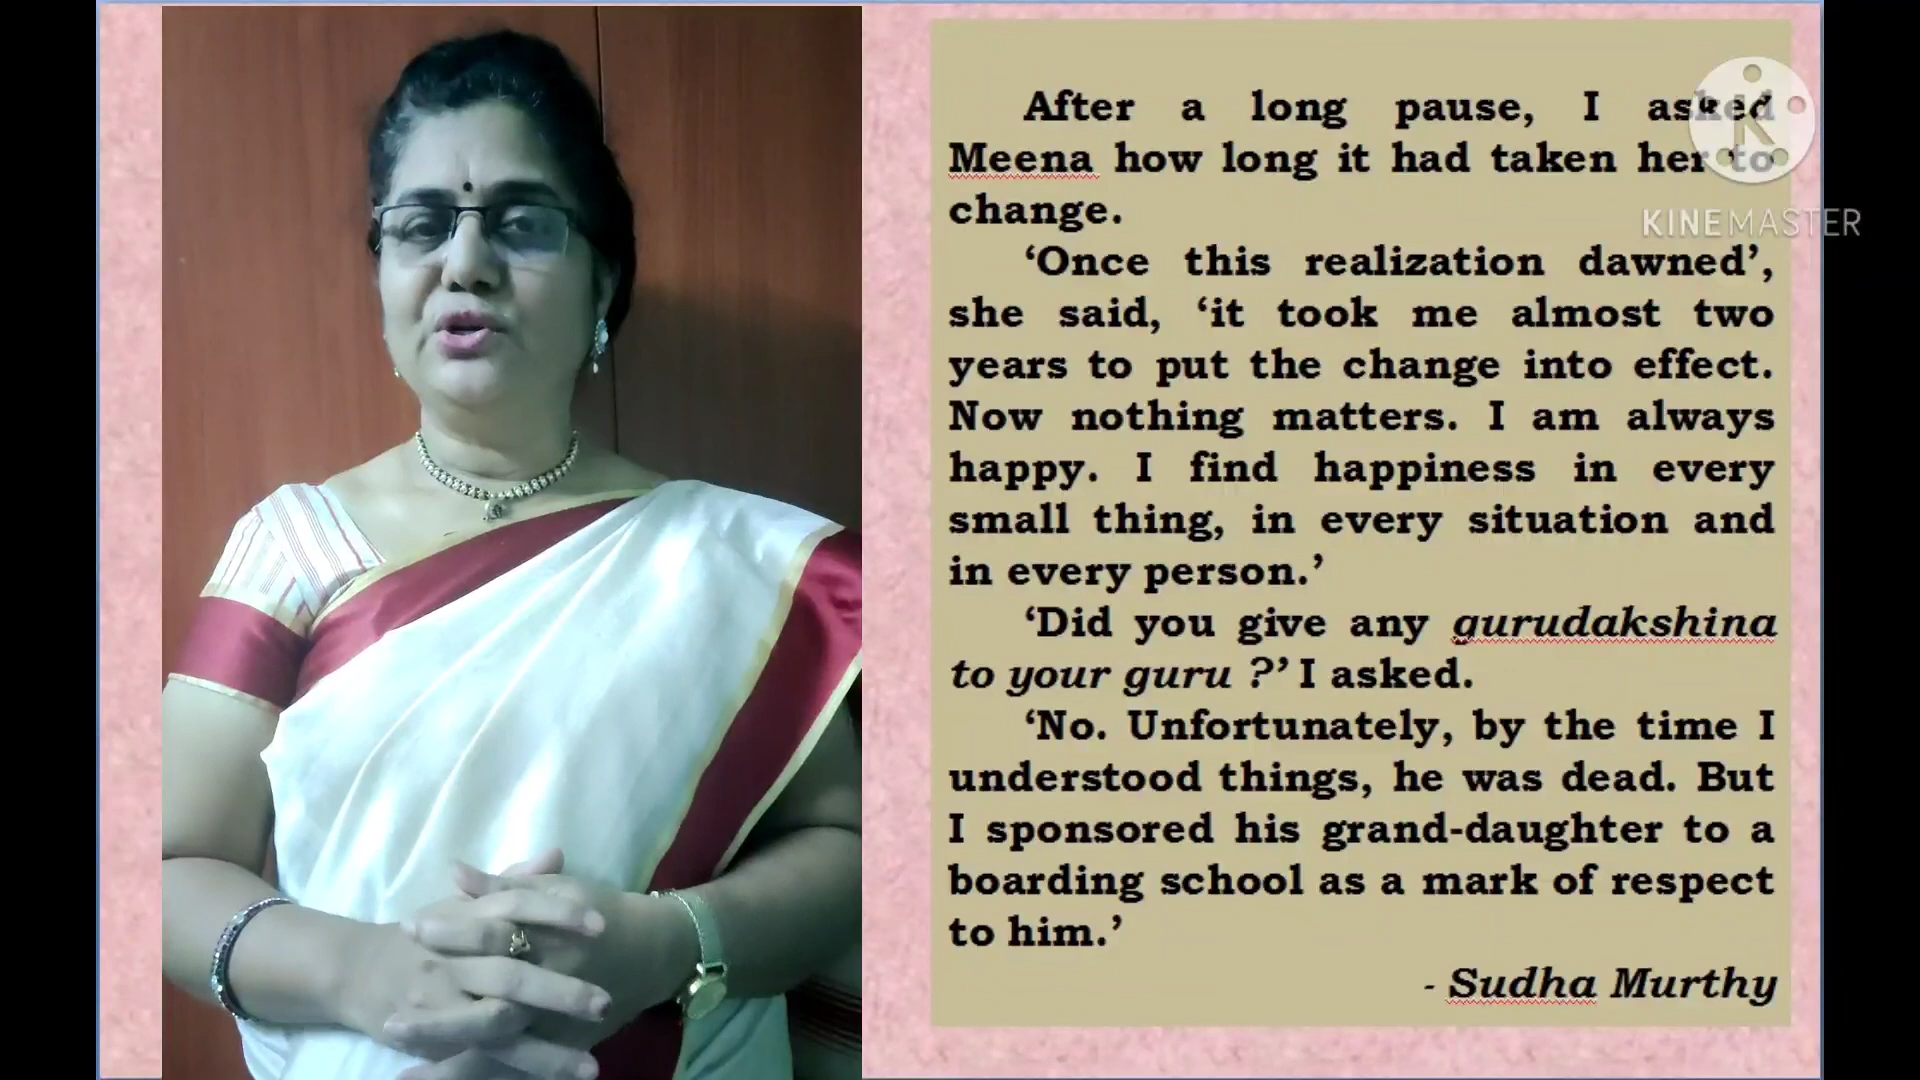 After a long pause, I asked
Meena how long it had taken her to
change.
‘Once this realization dawned’,
she said, ‘it took me almost two
years to put the change into effect.
Now nothing matters. I am always
happy. I find happiness in every
small thing, in every situation and
in every person.’
‘Did you give any gurudakshina
to your guru ?’ I asked.
‘No. Unfortunately, by the time I
understood things, he was dead. But
I sponsored his grand-daughter to a
boarding school as a mark of respect
to him.’
- Sudha Murthy
K
KINEMASTER